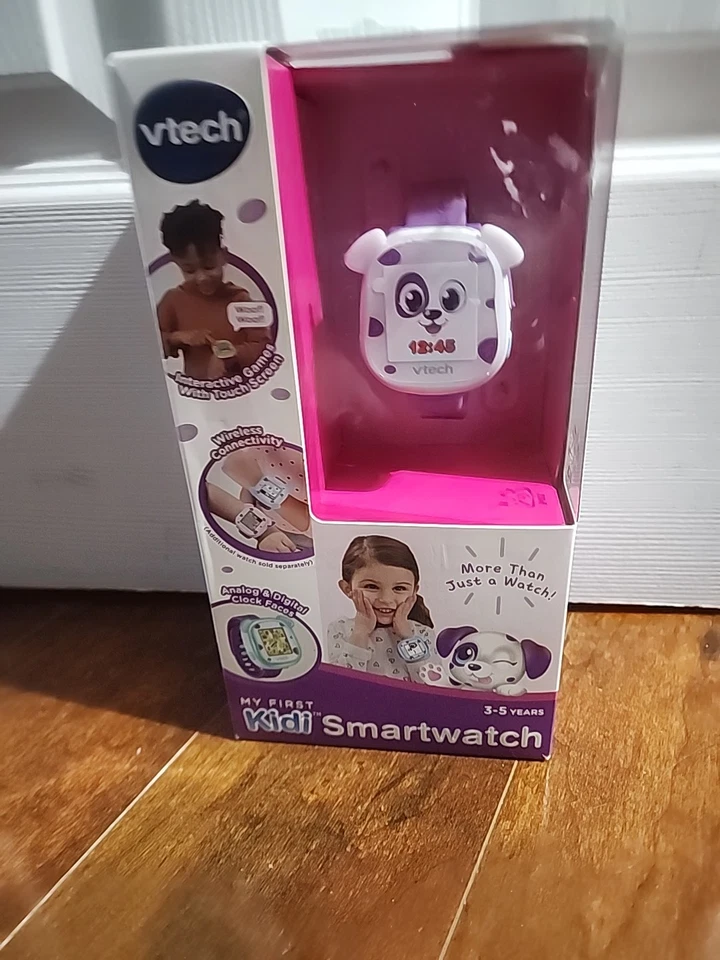 vtech
Woof!
Woof!
Interactive Games
With Touch Screen
Wireless
Connectivity
(Additional watch sold separately)
Analog & Digital
Clock Faces
12:45
vtech
More Than
Just a Watch!
3-5 YEARS
MY FIRST
Kidi™ Smartwatch